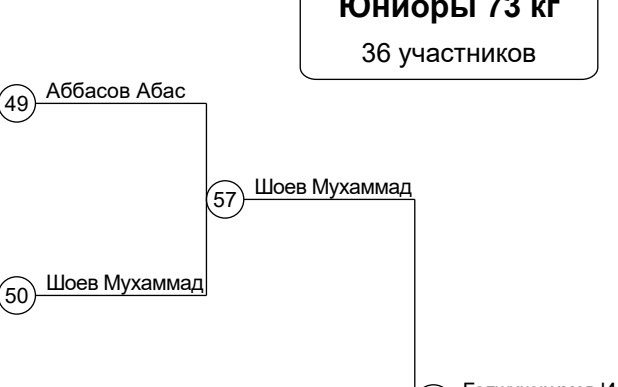 Юниоры 73 кг
36 участников
Аббасов Абас
49
Шоев Мухаммад
57
Шоев Мухаммад
50